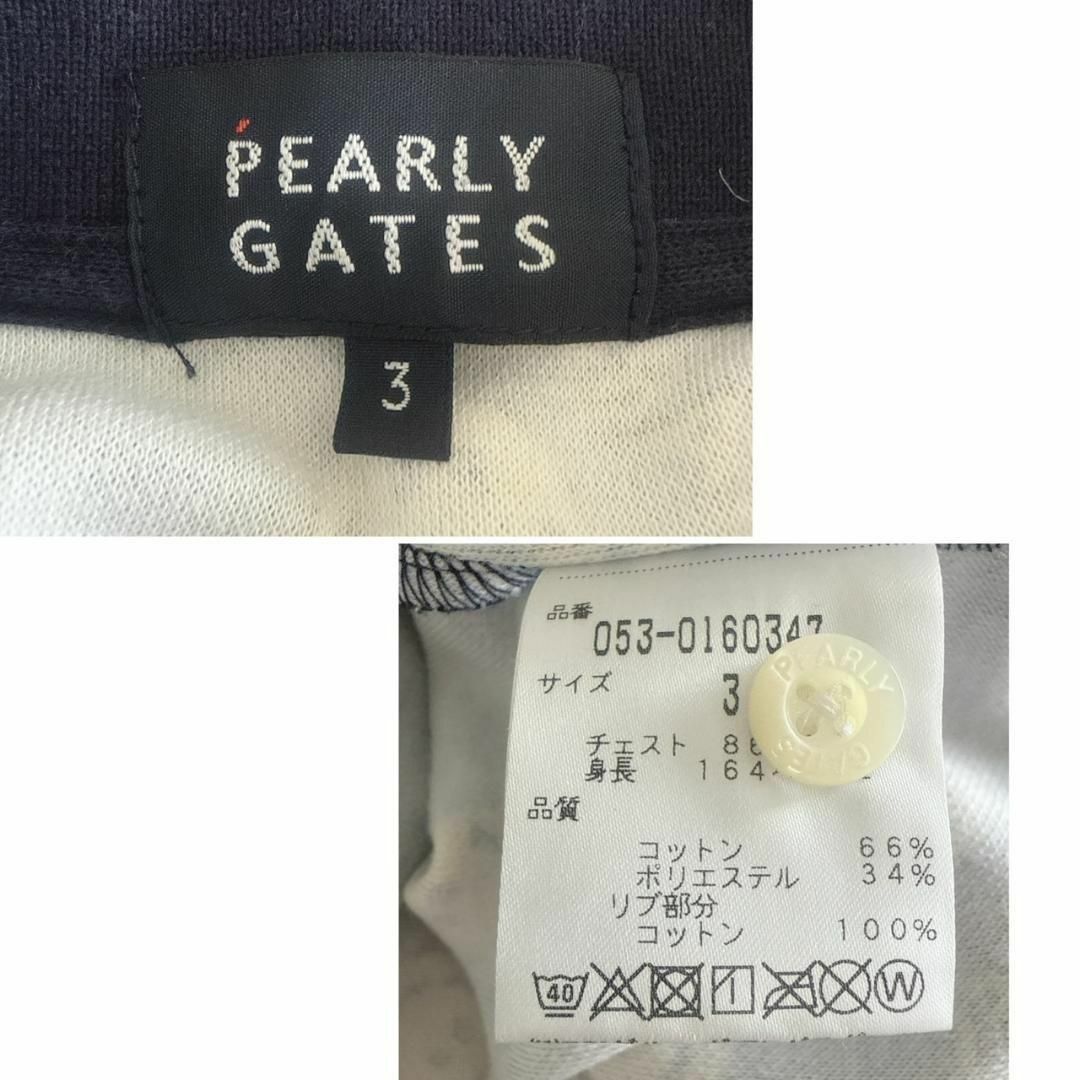 PEARLY
GATES
3
品番
053-0160347
サイズ
3
PEARLY
GATES
チェスト 8
身長 164
品質
コットン 66%
ポリエステル 34%
リブ部分
コットン 100%
40
W